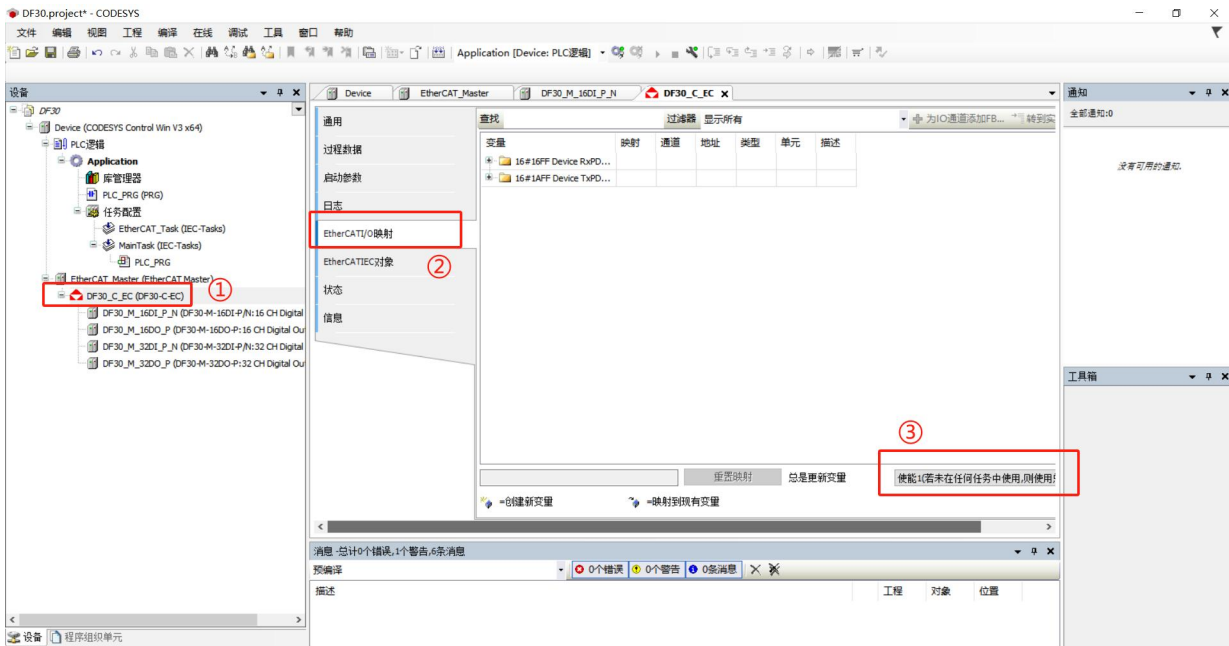 DF30.project* - CODESYS
文件 编辑 视图 工程 编译 在线 调试 工具 窗口 帮助
Application [Device: PLC逻辑]
设备
DF30
Device (CODESYS Control Win V3 x64)
PLC逻辑
Application
库管理器
PLC_PRG (PRG)
任务配置
EtherCAT_Task (IEC-Tasks)
MainTask (IEC-Tasks)
PLC_PRG
EtherCAT_Master (EtherCAT Master)
①
DF30_C_EC (DF30-C-EC)
DF30_M_16DI_P_N (DF30-M-16DI-P/N:16 CH Digital
DF30_M_16DO_P (DF30-M-16DO-P:16 CH Digital Ou
DF30_M_32DI_P_N (DF30-M-32DI-P/N:32 CH Digital
DF30_M_32DO_P (DF30-M-32DO-P:32 CH Digital Ou
设备 程序组织单元
Device EtherCAT_Master DF30_M_16DI_P_N DF30_C_EC
通用
过程数据
启动参数
日志
EtherCATI/O映射
②
EtherCATIEC对象
状态
信息
查找 过滤器 显示所有 为IO通道添加FB... 转到实
变量 映射 通道 地址 类型 单元 描述
16#16FF Device RxPD...
16#1AFF Device TxPD...
③
重置映射 总是更新变量 使能1(若未在任何任务中使用,则使用
=创建新变量 =映射到现有变量
消息 -总计0个错误,1个警告,6条消息
预编译 0个错误 0个警告 0条消息
描述 工程 对象 位置
通知
全部通知:0
没有可用的通知.
工具箱